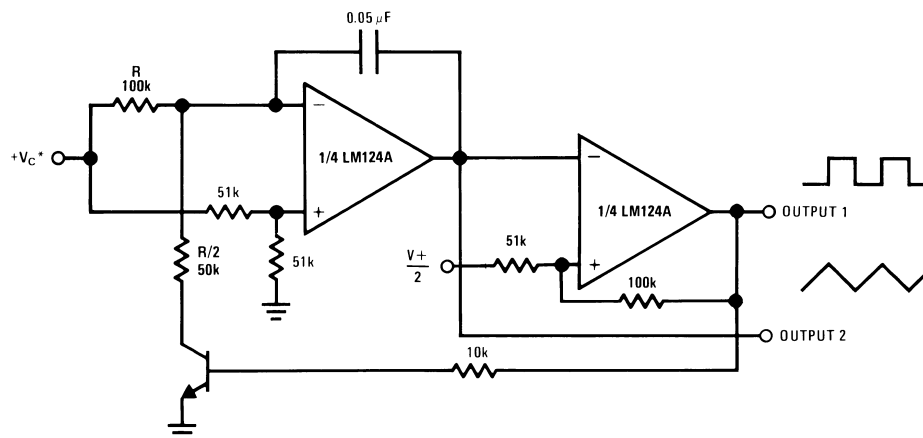 0.05 μF
R
100k
1/4 LM124A
+VC*
51k
51k
R/2
50k
1/4 LM124A
OUTPUT 1
V+
2
51k
100k
OUTPUT 2
10k